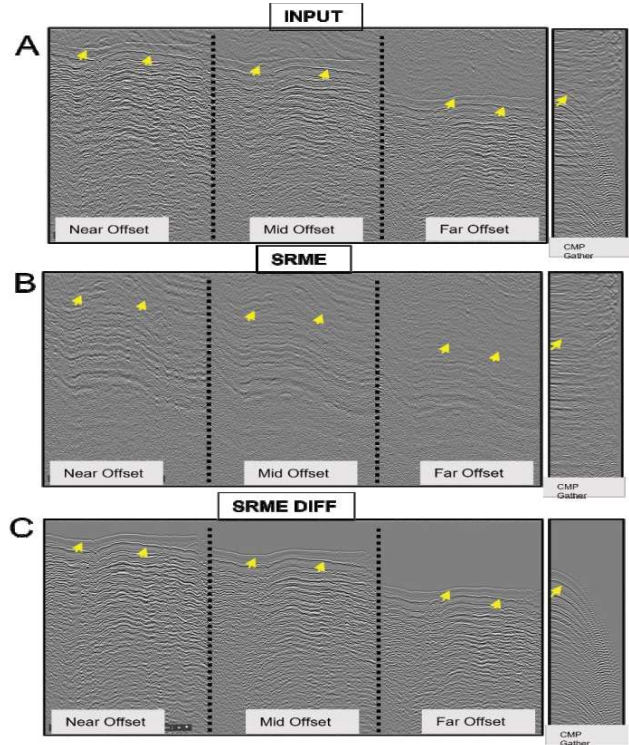 INPUT
A
Near Offset
Mid Offset
Far Offset
CMP
Gather
SRME
B
Near Offset
Mid Offset
Far Offset
CMP
Gather
SRME DIFF
C
Near Offset
Mid Offset
Far Offset
CMP
Gather